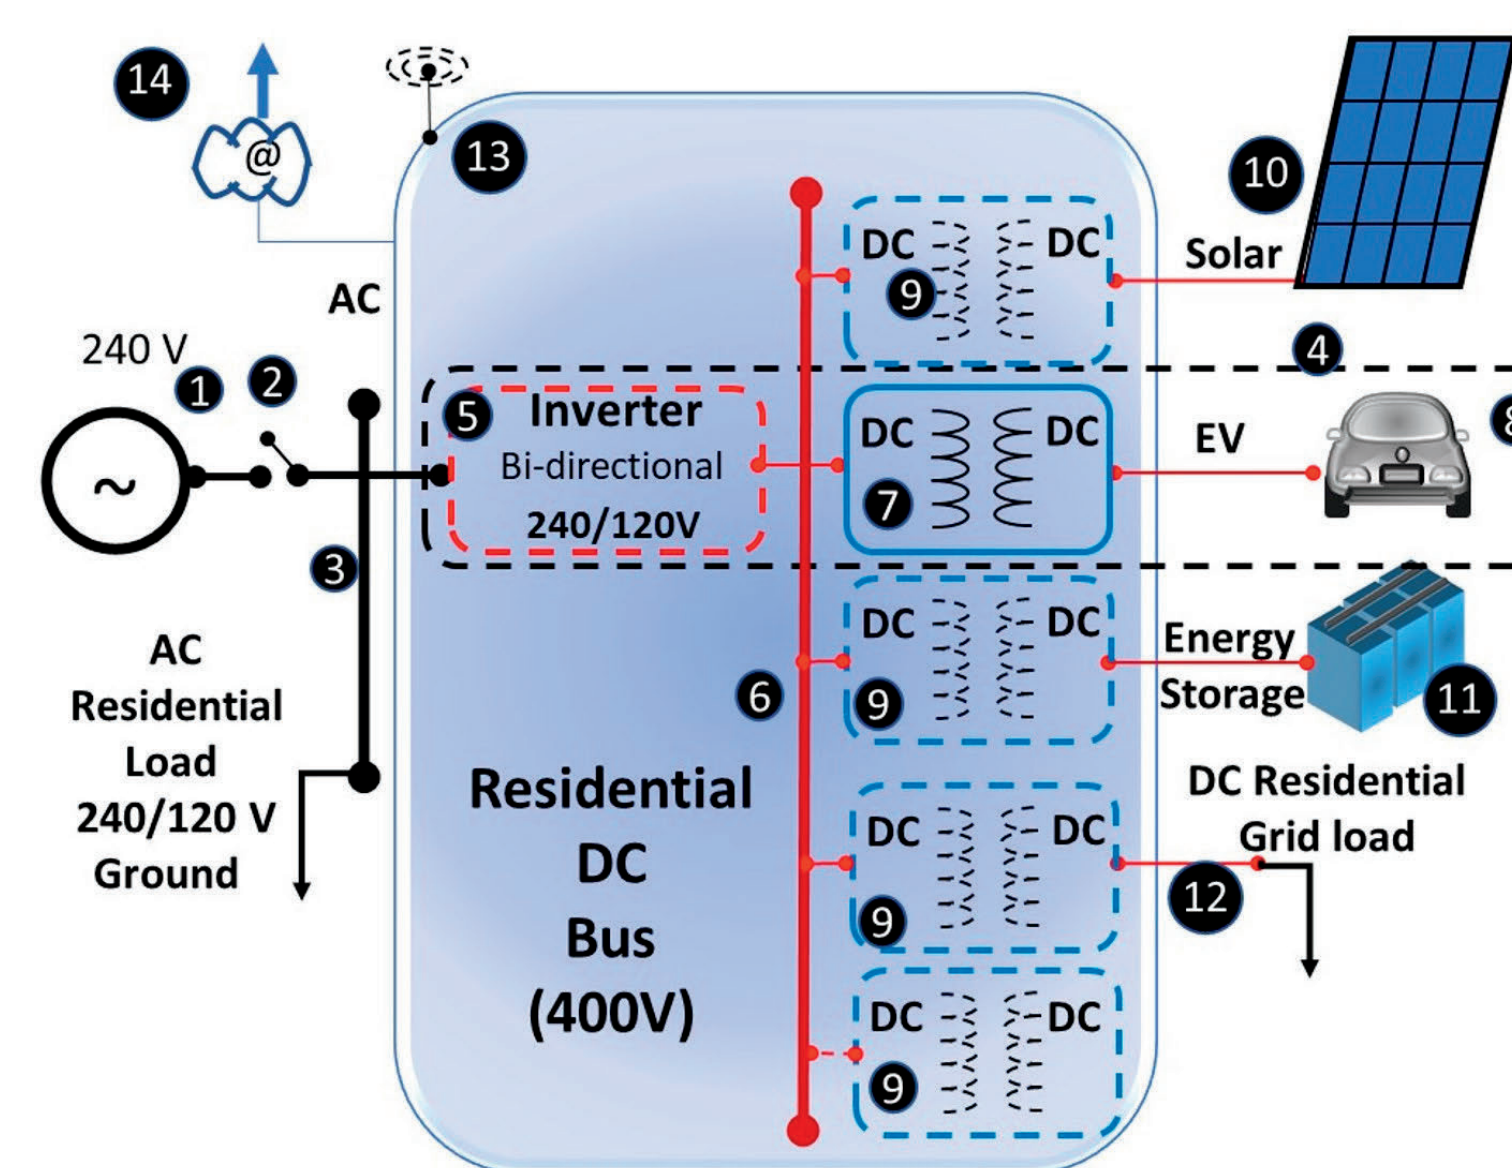 14
@
13
10
DC DC
9
Solar
AC
240 V
1
2
4
5
Inverter
Bi-directional
240/120V
DC DC
7
EV
8
3
AC
Residential
Load
240/120 V
Ground
6
DC DC
9
Energy
Storage
11
Residential
DC
Bus
(400V)
DC DC
9
DC Residential
Grid load
12
DC DC
9